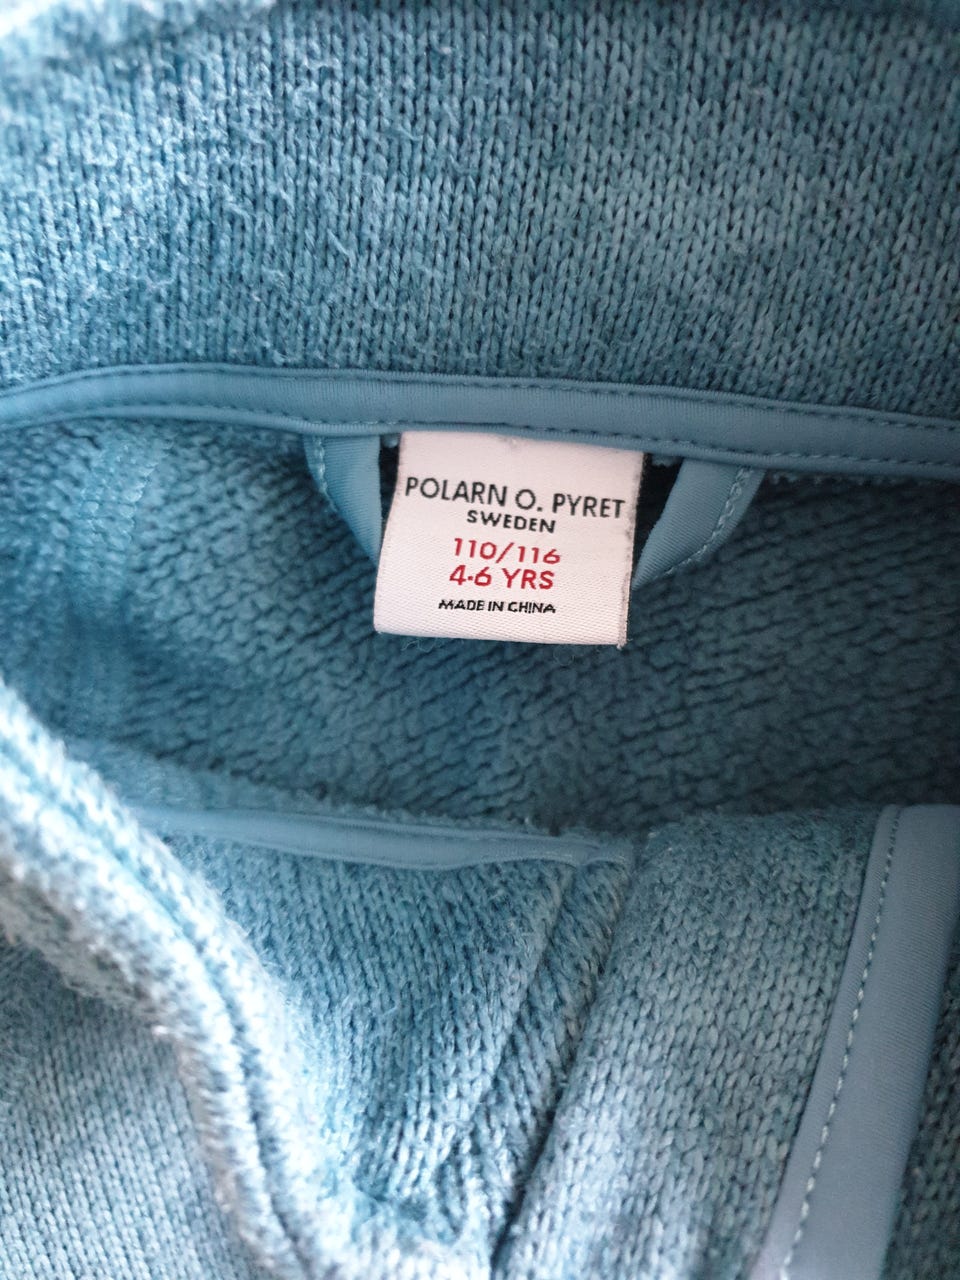 POLARN O. PYRET
SWEDEN
110/116
4-6 YRS
MADE IN CHINA